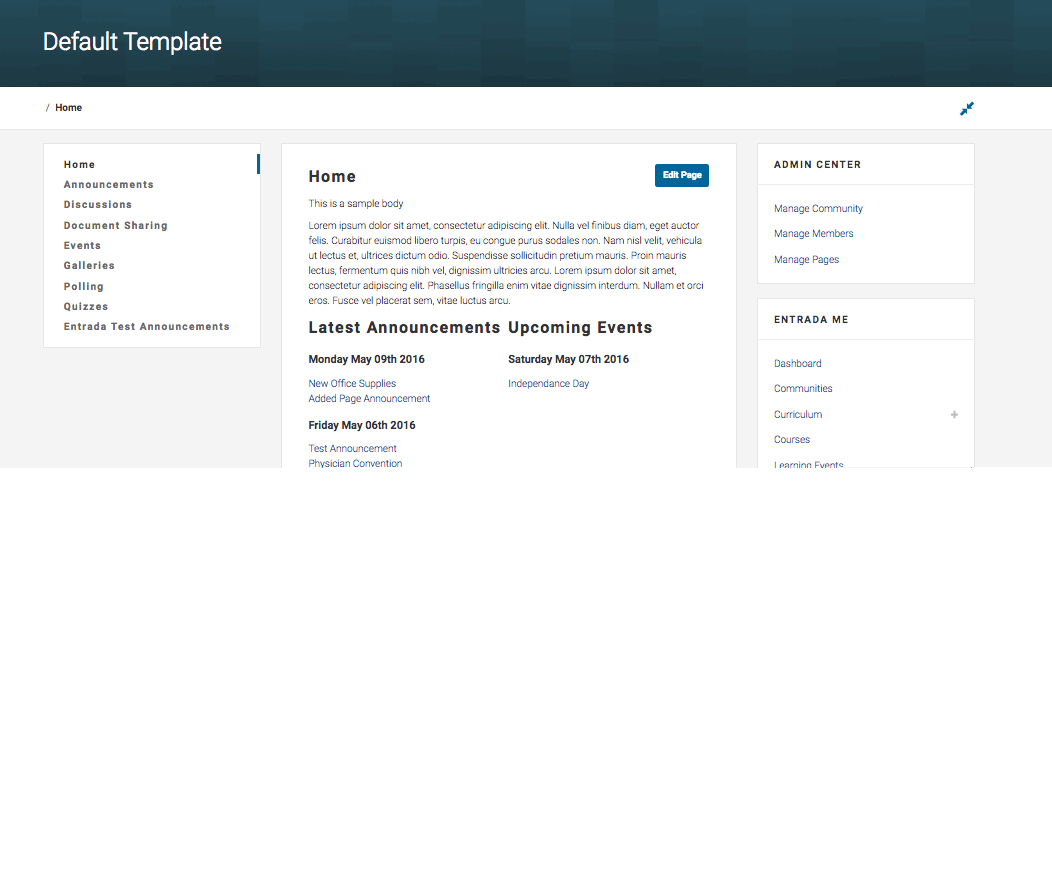 Default Template
/ Home
Home
Announcements
Discussions
Document Sharing
Events
Galleries
Polling
Quizzes
Entrada Test Announcements
Home
Edit Page
This is a sample body
Lorem ipsum dolor sit amet, consectetur adipiscing elit. Nulla vel finibus diam, eget auctor
felis. Curabitur euismod libero turpis, eu congue purus sodales non. Nam nisl velit, vehicula
ut lectus et, ultrices dictum odio. Suspendisse sollicitudin pretium mauris. Proin mauris
lectus, fermentum quis nibh vel, dignissim ultricies arcu. Lorem ipsum dolor sit amet,
consectetur adipiscing elit. Phasellus fringilla enim vitae dignissim interdum. Nullam et orci
eros. Fusce vel placerat sem, vitae luctus arcu.
Latest Announcements
Monday May 09th 2016
New Office Supplies
Added Page Announcement
Friday May 06th 2016
Test Announcement
Physician Convention
Upcoming Events
Saturday May 07th 2016
Independance Day
ADMIN CENTER
Manage Community
Manage Members
Manage Pages
ENTRADA ME
Dashboard
Communities
Curriculum +
Courses
Learning Events